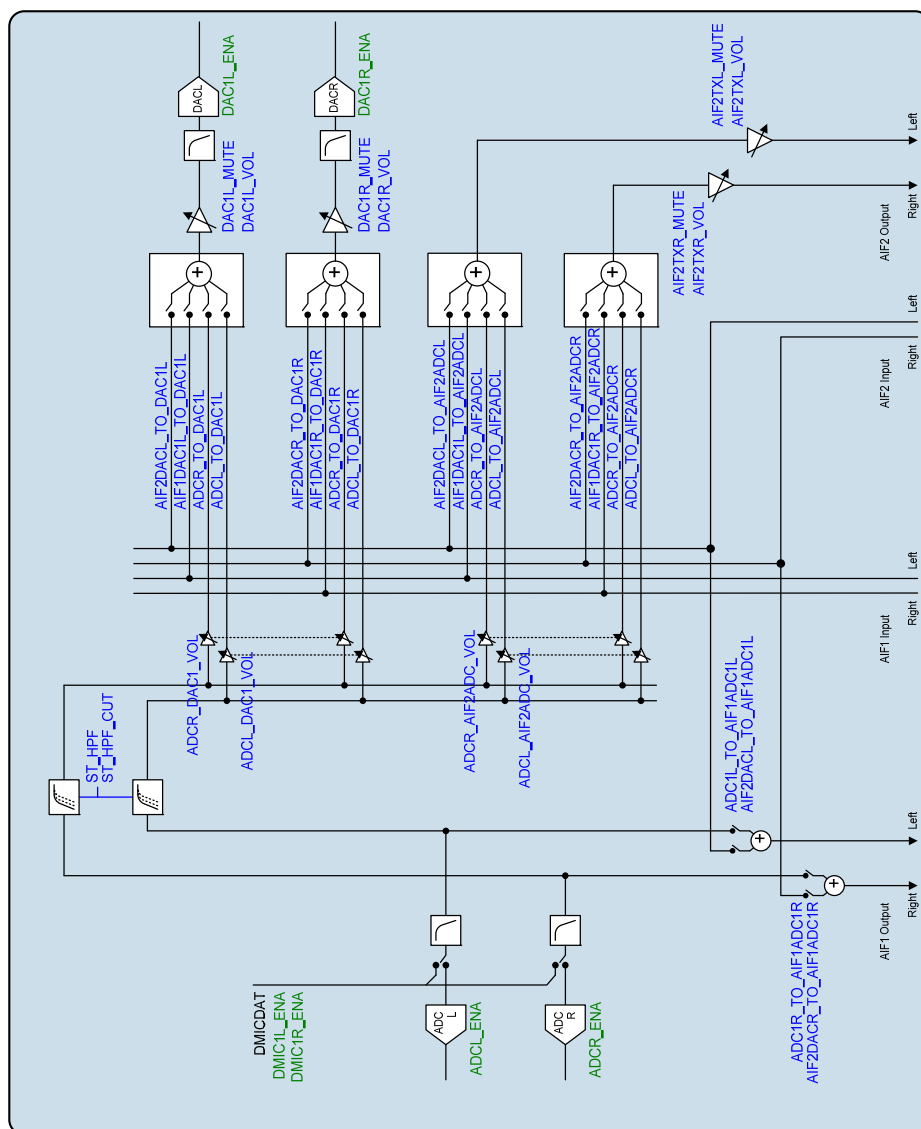 DACL
DAC1L_ENA
DACR
DAC1R_ENA
DAC1L_MUTE
DAC1L_VOL
DAC1R_MUTE
DAC1R_VOL
AIF2TXL_MUTE
AIF2TXL_VOL
AIF2TXR_MUTE
AIF2TXR_VOL
Left
Right
AIF2 Output
+
+
+
+
AIF2DACL_TO_DAC1L
AIF1DAC1L_TO_DAC1L
ADCR_TO_DAC1L
ADCL_TO_DAC1L
AIF2DACR_TO_DAC1R
AIF1DAC1R_TO_DAC1R
ADCR_TO_DAC1R
ADCL_TO_DAC1R
AIF2DACL_TO_AIF2ADCL
AIF1DAC1L_TO_AIF2ADCL
ADCR_TO_AIF2ADCL
ADCL_TO_AIF2ADCL
AIF2DACR_TO_AIF2ADCR
AIF1DAC1R_TO_AIF2ADCR
ADCR_TO_AIF2ADCR
ADCL_TO_AIF2ADCR
Left
Right
AIF2 Input
Left
Right
AIF1 Input
ADCR_DAC1_VOL
ADCL_DAC1_VOL
ADCR_AIF2ADC_VOL
ADCL_AIF2ADC_VOL
ST_HPF
ST_HPF_CUT
ADC1L_TO_AIF1ADC1L
AIF2DACL_TO_AIF1ADC1L
+
Left
+
Right
AIF1 Output
ADC1R_TO_AIF1ADC1R
AIF2DACR_TO_AIF1ADC1R
DMICDAT
DMIC1L_ENA
DMIC1R_ENA
ADC
L
ADCL_ENA
ADC
R
ADCR_ENA